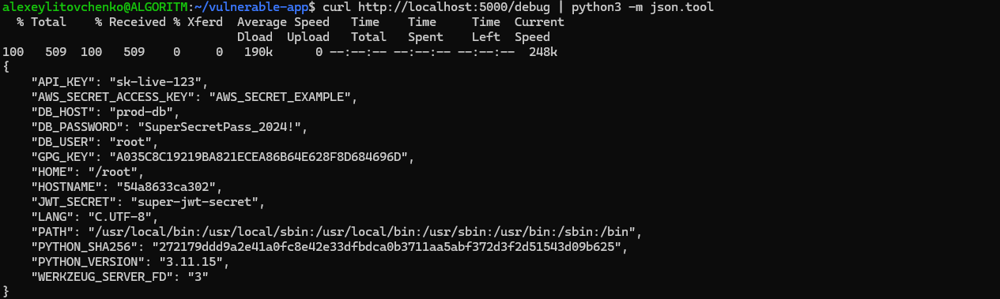 alexeylitovchenko@ALGORITM:~/vulnerable-app$ curl http://localhost:5000/debug | python3 -m json.tool
  % Total    % Received % Xferd  Average Speed   Time    Time     Time  Current
                                 Dload  Upload   Total   Spent    Left  Speed
100   509  100   509    0     0   190k      0 --:--:-- --:--:-- --:--:--  248k
{
    "API_KEY": "sk-live-123",
    "AWS_SECRET_ACCESS_KEY": "AWS_SECRET_EXAMPLE",
    "DB_HOST": "prod-db",
    "DB_PASSWORD": "SuperSecretPass_2024!",
    "DB_USER": "root",
    "GPG_KEY": "A035C8C19219BA821ECEA86B64E628F8D684696D",
    "HOME": "/root",
    "HOSTNAME": "54a8633ca302",
    "JWT_SECRET": "super-jwt-secret",
    "LANG": "C.UTF-8",
    "PATH": "/usr/local/bin:/usr/local/sbin:/usr/local/bin:/usr/sbin:/usr/bin:/sbin:/bin",
    "PYTHON_SHA256": "272179ddd9a2e41a0fc8e42e33dfbdca0b3711aa5abf372d3f2d51543d09b625",
    "PYTHON_VERSION": "3.11.15",
    "WERKZEUG_SERVER_FD": "3"
}